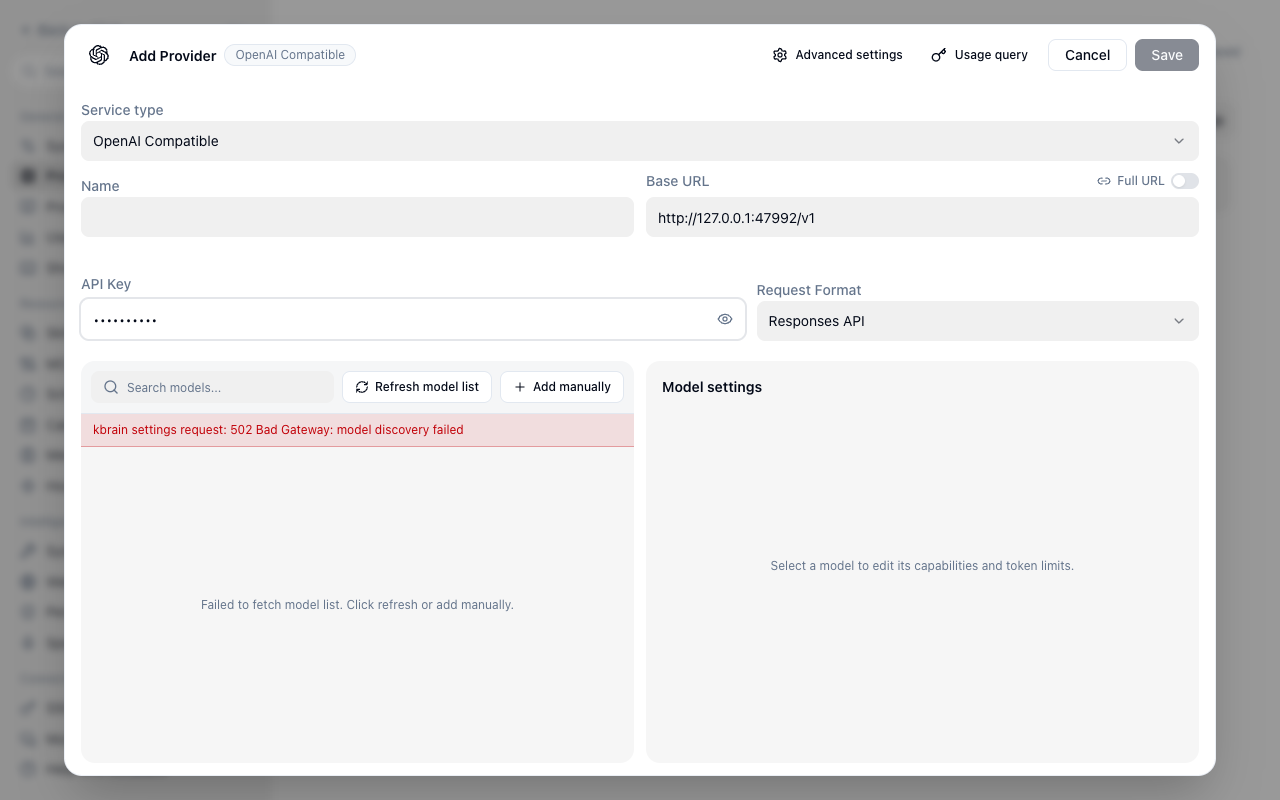 Add Provider
OpenAI Compatible
Advanced settings
Usage query
Cancel
Save
Service type
OpenAI Compatible
Name
Base URL
Full URL
http://127.0.0.1:47992/v1
API Key
Request Format
••••••••••
Responses API
Search models...
Refresh model list
Add manually
Model settings
kbrain settings request: 502 Bad Gateway: model discovery failed
Select a model to edit its capabilities and token limits.
Failed to fetch model list. Click refresh or add manually.